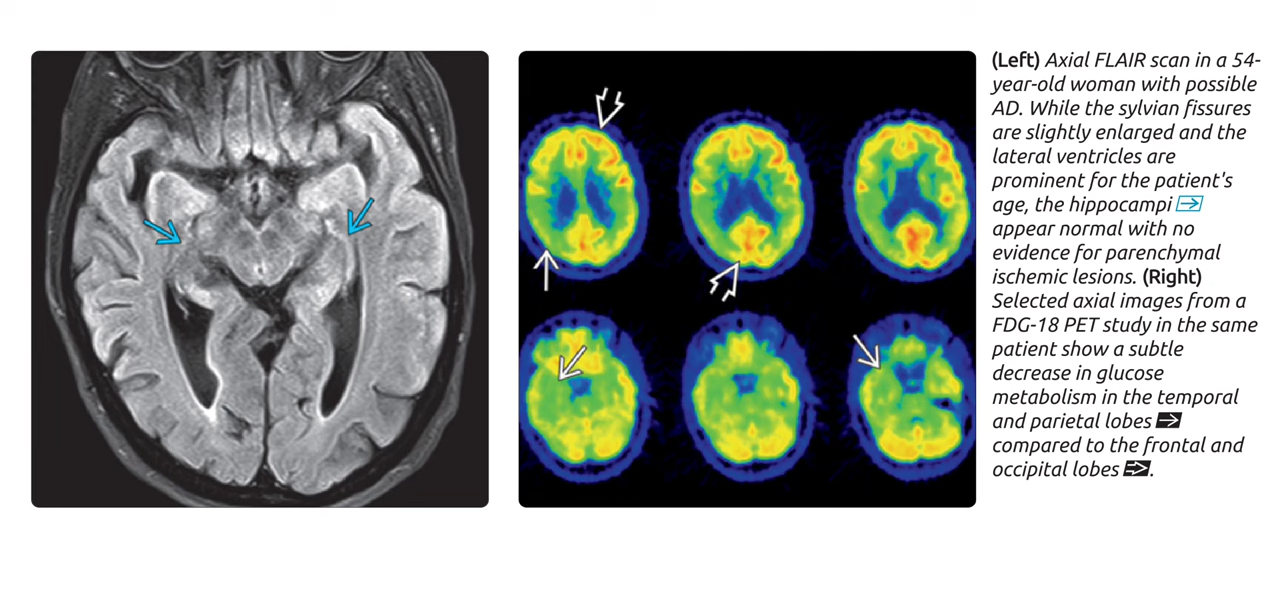 (Left) Axial FLAIR scan in a 54-
year-old woman with possible
AD. While the sylvian fissures
are slightly enlarged and the
lateral ventricles are
prominent for the patient's
age, the hippocampi
appear normal with no
evidence for parenchymal
ischemic lesions. (Right)
Selected axial images from a
FDG-18 PET study in the same
patient show a subtle
decrease in glucose
metabolism in the temporal
and parietal lobes
compared to the frontal and
occipital lobes .